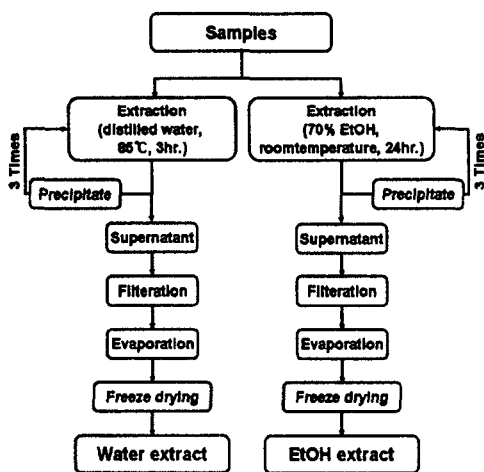 Samples
Extraction
(distilled water,
85℃, 3hr.)
3 Times
Precipitate
Supernatant
Filteration
Evaporation
Freeze drying
Water extract
Extraction
(70% EtOH,
roomtemperature, 24hr.)
3 Times
Precipitate
Supernatant
Filteration
Evaporation
Freeze drying
EtOH extract